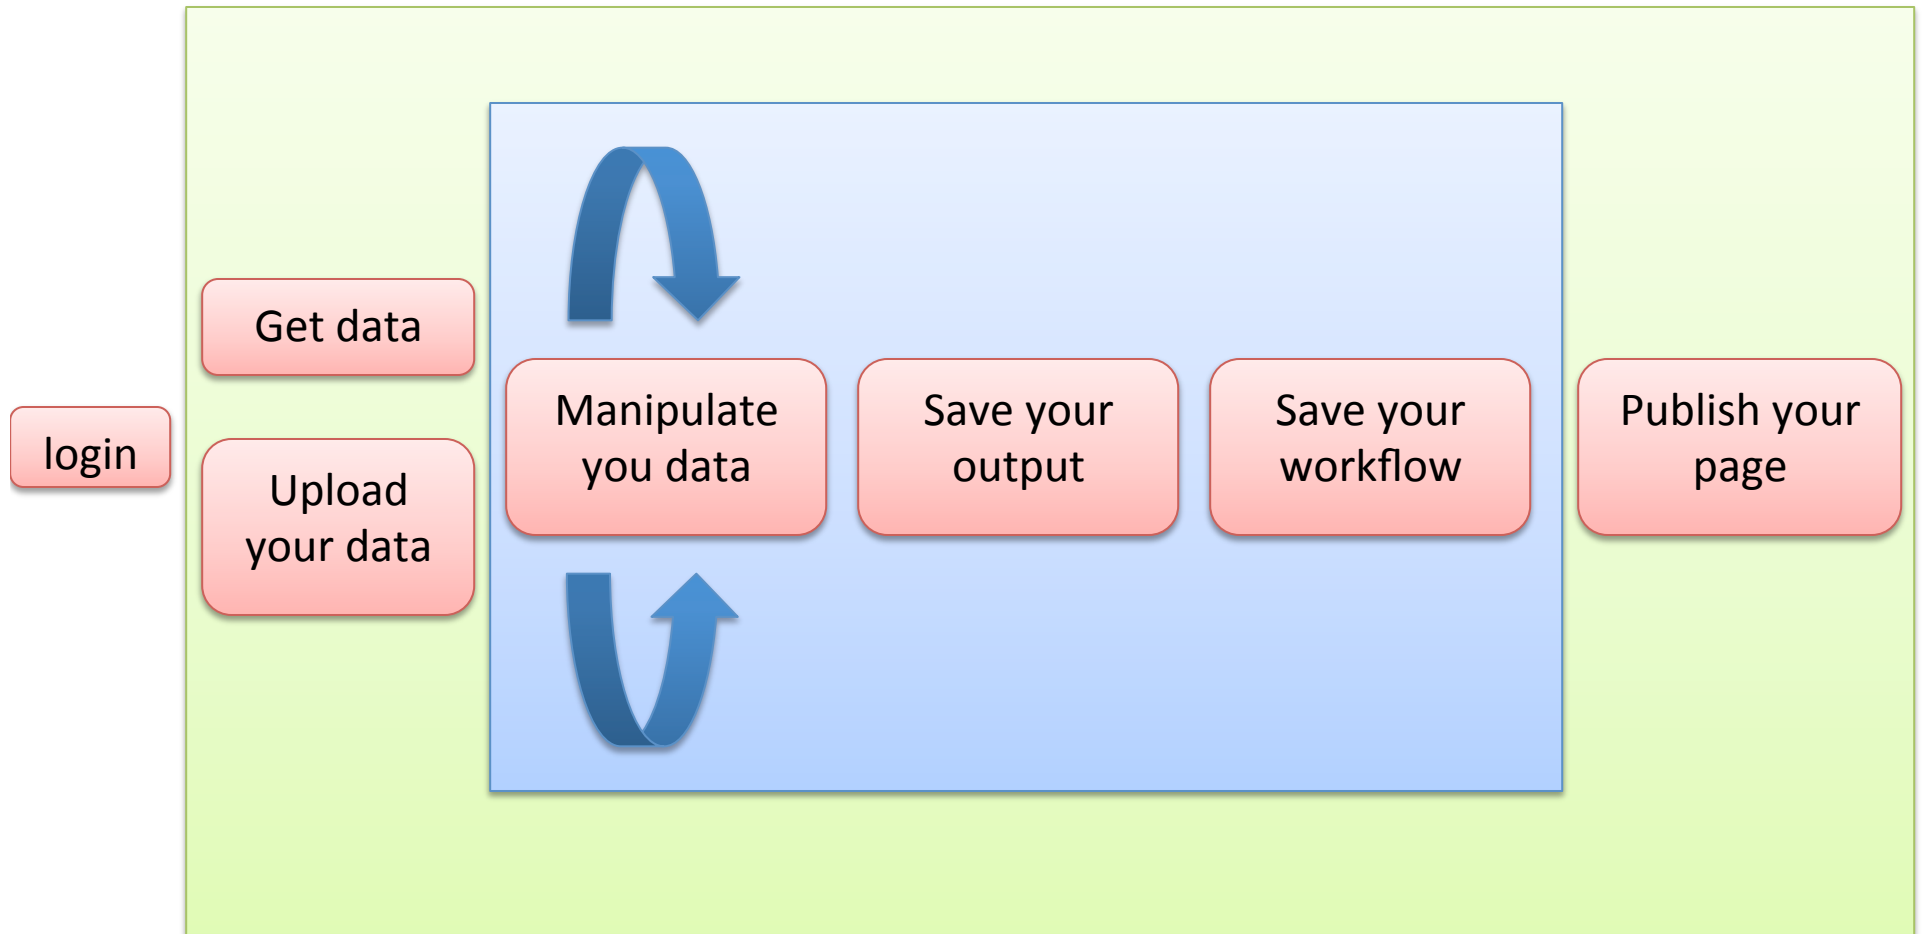 login
Get data
Upload
your data
Manipulate
you data
Save your
output
Save your
workflow
Publish your
page